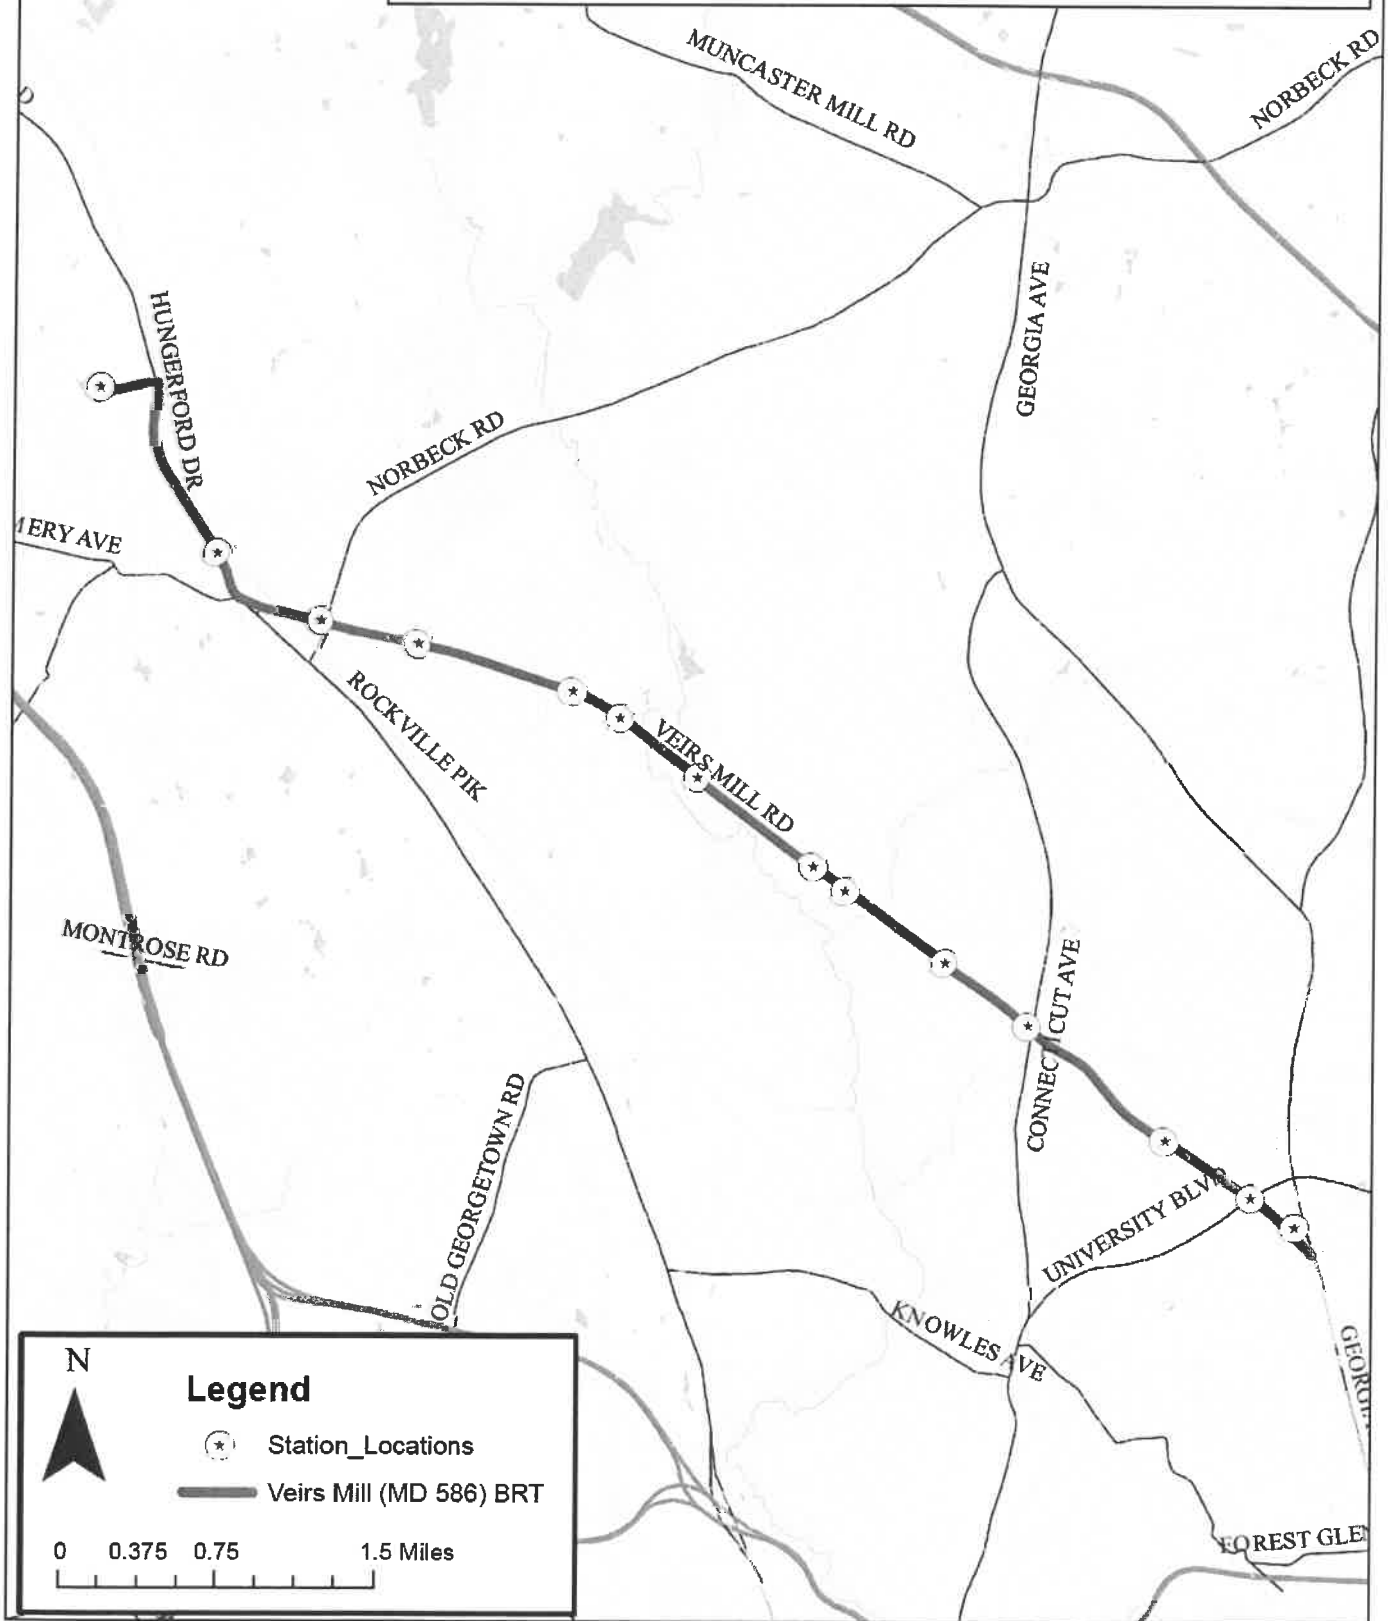 MUNCASTER MILL RD
NORBECK RD
GEORGIA AVE
HUNGERFORD DR
NORBECK RD
ERY AVE
ROCKVILLE PIK
VEIRS MILL RD
MONTROSE RD
CONNECTICUT AVE
OLD GEORGETOWN RD
UNIVERSITY BLV
KNOWLES AVE
GEORGI
FOREST GLE
N
Legend
Station_Locations
Veirs Mill (MD 586) BRT
0 0.375 0.75 1.5 Miles